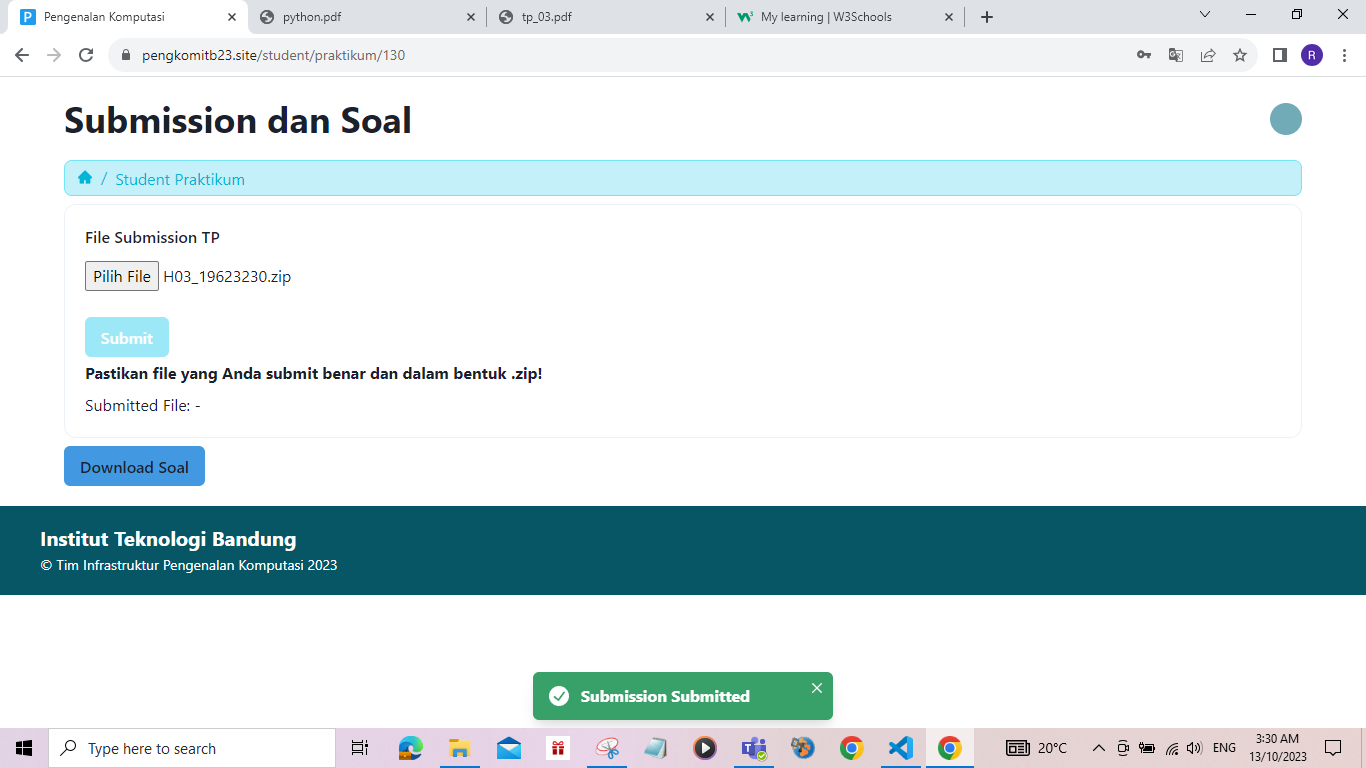 Pengenalan Komputasi
python.pdf
tp_03.pdf
My learning | W3Schools
pengkomitb23.site/student/praktikum/130
R
Submission dan Soal
/ Student Praktikum
File Submission TP
Pilih File H03_19623230.zip
Submit
Pastikan file yang Anda submit benar dan dalam bentuk .zip!
Submitted File: -
Download Soal
Institut Teknologi Bandung
© Tim Infrastruktur Pengenalan Komputasi 2023
Submission Submitted
Type here to search
20°C
ENG
3:30 AM
13/10/2023